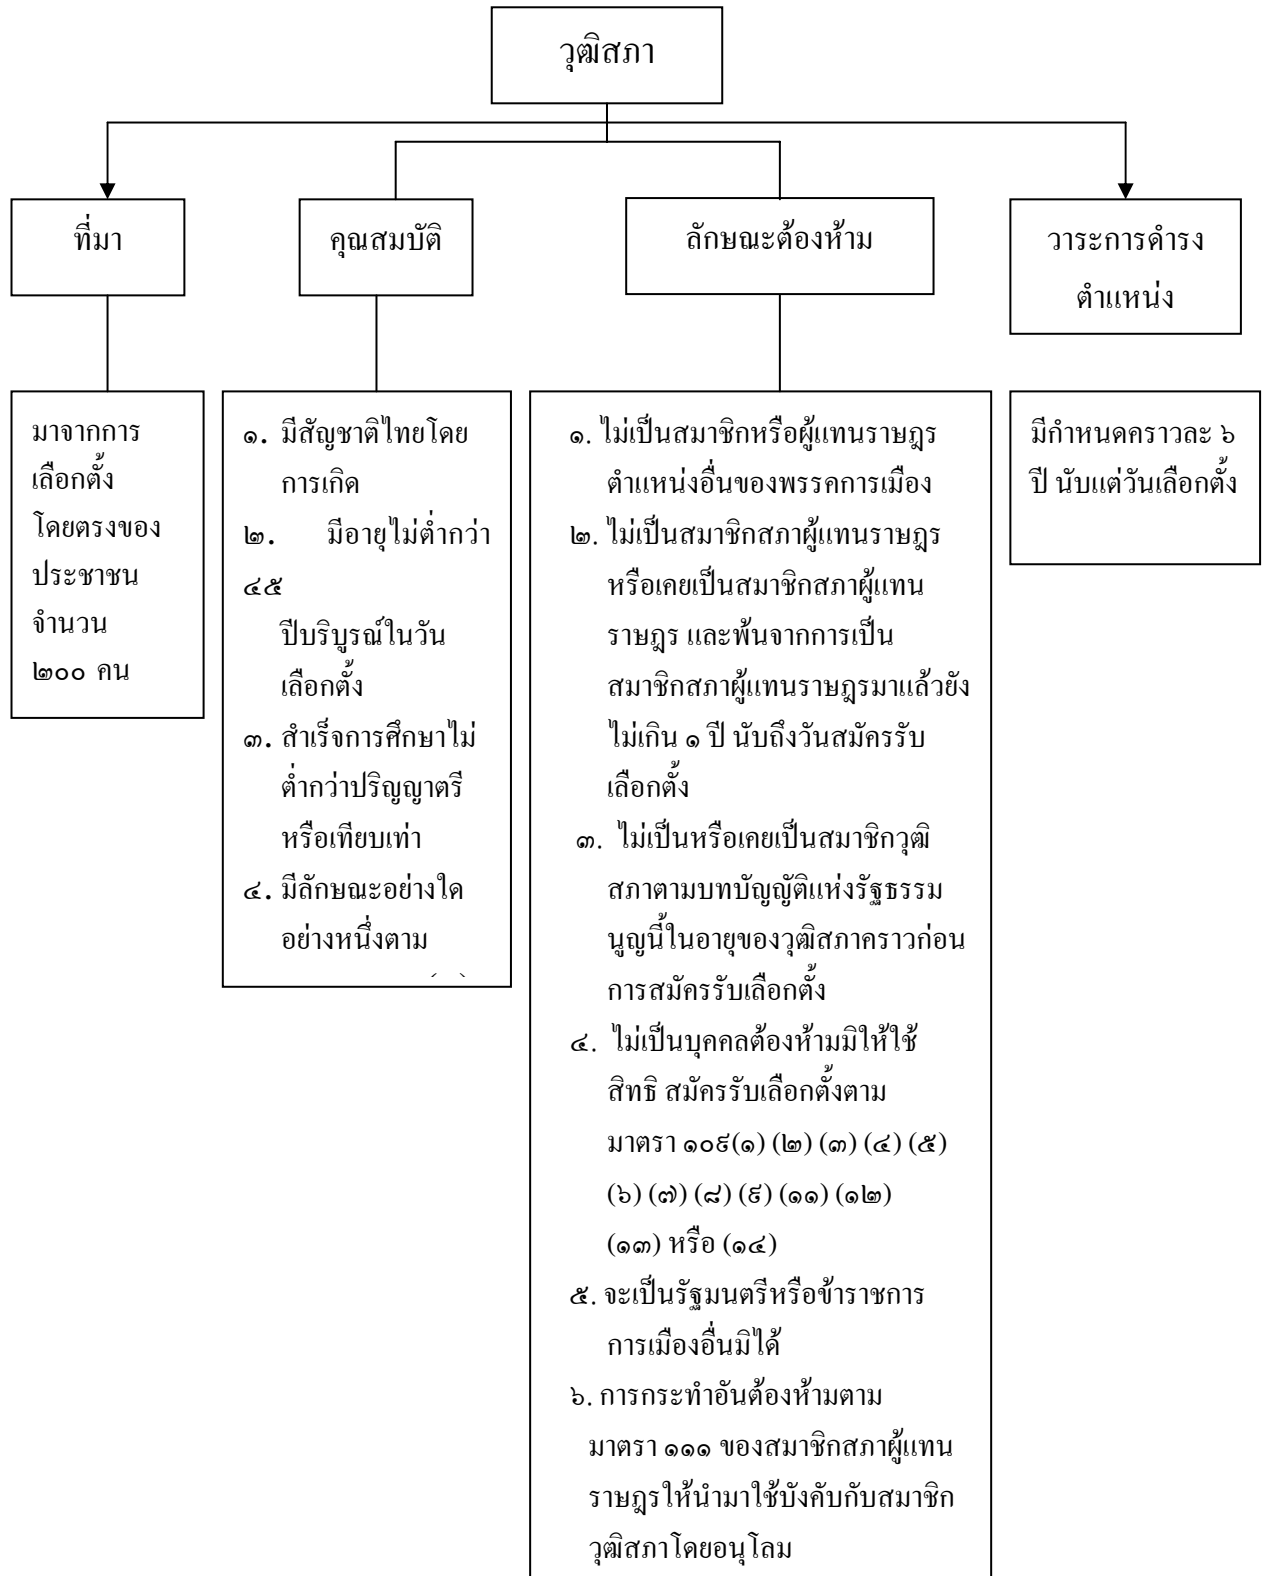 วุฒิสภา
ที่มา
คุณสมบัติ
ลักษณะต้องห้าม
วาระการดำรง
ตำแหน่ง
มาจากการ
เลือกตั้ง
โดยตรงของ
ประชาชน
จำนวน
๒๐๐ คน
๑. มีสัญชาติไทยโดย
การเกิด
๒. มีอายุไม่ต่ำกว่า
๔๕
ปีบริบูรณ์ในวัน
เลือกตั้ง
๓. สำเร็จการศึกษาไม่
ต่ำกว่าปริญญาตรี
หรือเทียบเท่า
๔. มีลักษณะอย่างใด
อย่างหนึ่งตาม
๑. ไม่เป็นสมาชิกหรือผู้แทนราษฎร
ตำแหน่งอื่นของพรรคการเมือง
๒. ไม่เป็นสมาชิกสภาผู้แทนราษฎร
หรือเคยเป็นสมาชิกสภาผู้แทน
ราษฎร และพ้นจากการเป็น
สมาชิกสภาผู้แทนราษฎรมาแล้วยัง
ไม่เกิน ๑ ปี นับถึงวันสมัครรับ
เลือกตั้ง
๓. ไม่เป็นหรือเคยเป็นสมาชิกวุฒิ
สภาตามบทบัญญัติแห่งรัฐธรรม
นูญนี้ในอายุของวุฒิสภาคราวก่อน
การสมัครรับเลือกตั้ง
๔. ไม่เป็นบุคคลต้องห้ามมิให้ใช้
สิทธิ สมัครรับเลือกตั้งตาม
มาตรา ๑๐๙(๑) (๒) (๓) (๔) (๕)
(๖) (๗) (๘) (๙) (๑๑) (๑๒)
(๑๓) หรือ (๑๔)
๕. จะเป็นรัฐมนตรีหรือข้าราชการ
การเมืองอื่นมิได้
๖. การกระทำอันต้องห้ามตาม
มาตรา ๑๑๑ ของสมาชิกสภาผู้แทน
ราษฎรให้นำมาใช้บังคับกับสมาชิก
วุฒิสภาโดยอนุโลม
มีกำหนดคราวละ ๖
ปี นับแต่วันเลือกตั้ง